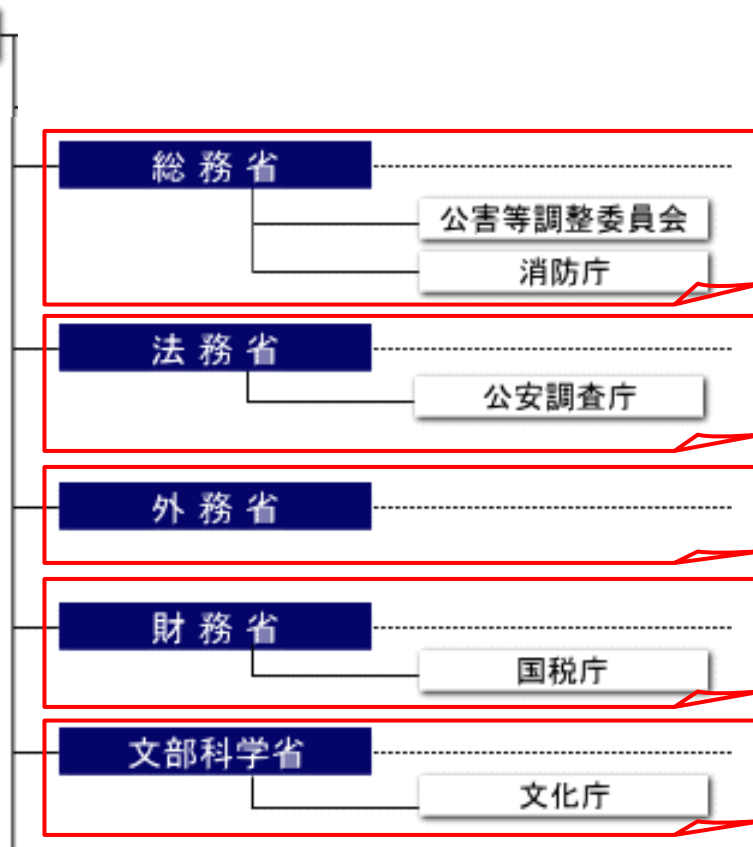 総務省
公害等調整委員会
消防庁
法務省
公安調査庁
外務省
財務省
国税庁
文部科学省
文化庁